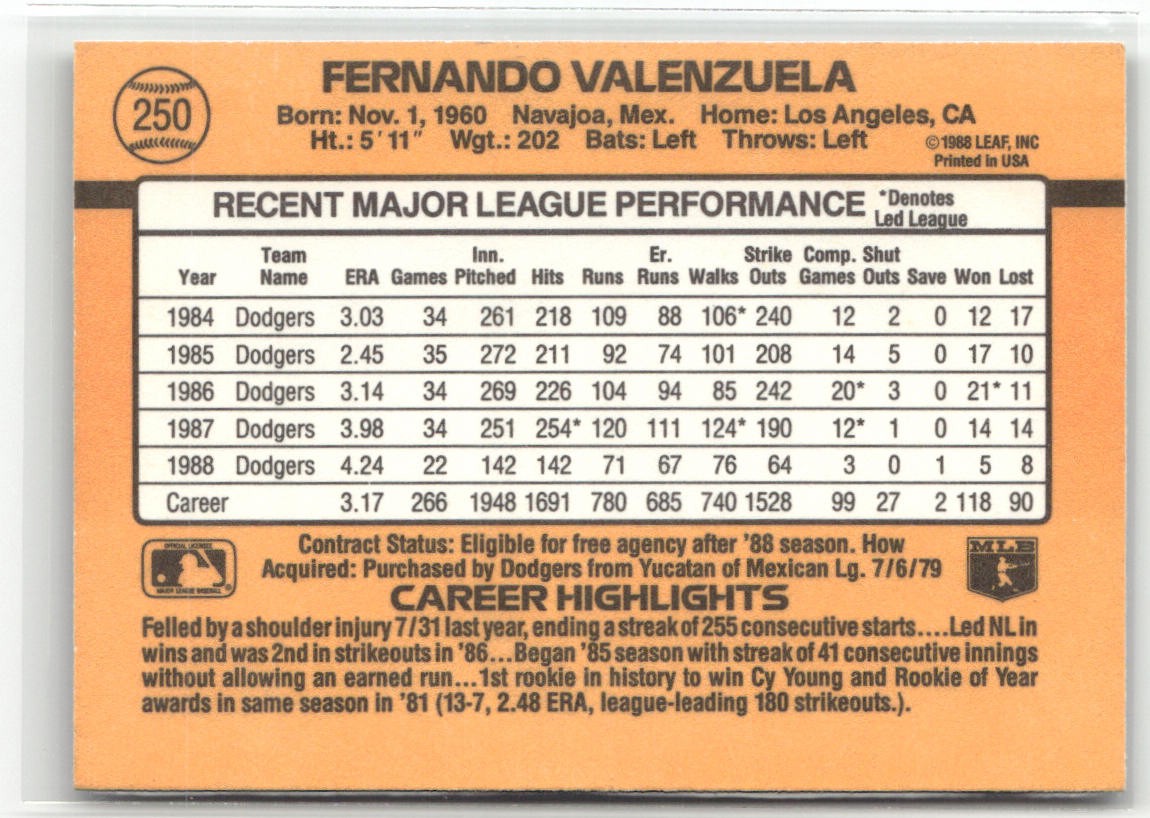 FERNANDO VALENZUELA
250
Born: Nov. 1, 1960 Navajoa, Mex. Home: Los Angeles, CA
Ht.: 5' 11" Wgt.: 202 Bats: Left Throws: Left
©1988 LEAF, INC
Printed in USA
RECENT MAJOR LEAGUE PERFORMANCE *Denotes Led League
Year Team Name ERA Games Inn. Pitched Hits Runs Er. Runs Walks Strike Outs Comp. Games Shut Outs Save Won Lost
1984 Dodgers 3.03 34 261 218 109 88 106* 240 12 2 0 12 17
1985 Dodgers 2.45 35 272 211 92 74 101 208 14 5 0 17 10
1986 Dodgers 3.14 34 269 226 104 94 85 242 20* 3 0 21* 11
1987 Dodgers 3.98 34 251 254* 120 111 124* 190 12* 1 0 14 14
1988 Dodgers 4.24 22 142 142 71 67 76 64 3 0 1 5 8
Career 3.17 266 1948 1691 780 685 740 1528 99 27 2 118 90
Contract Status: Eligible for free agency after '88 season. How
Acquired: Purchased by Dodgers from Yucatan of Mexican Lg. 7/6/79
OFFICIAL LICENSEE
MAJOR LEAGUE BASEBALL
MLB
CAREER HIGHLIGHTS
Felled by a shoulder injury 7/31 last year, ending a streak of 255 consecutive starts....Led NL in
wins and was 2nd in strikeouts in '86...Began '85 season with streak of 41 consecutive innings
without allowing an earned run...1st rookie in history to win Cy Young and Rookie of Year
awards in same season in '81 (13-7, 2.48 ERA, league-leading 180 strikeouts.).